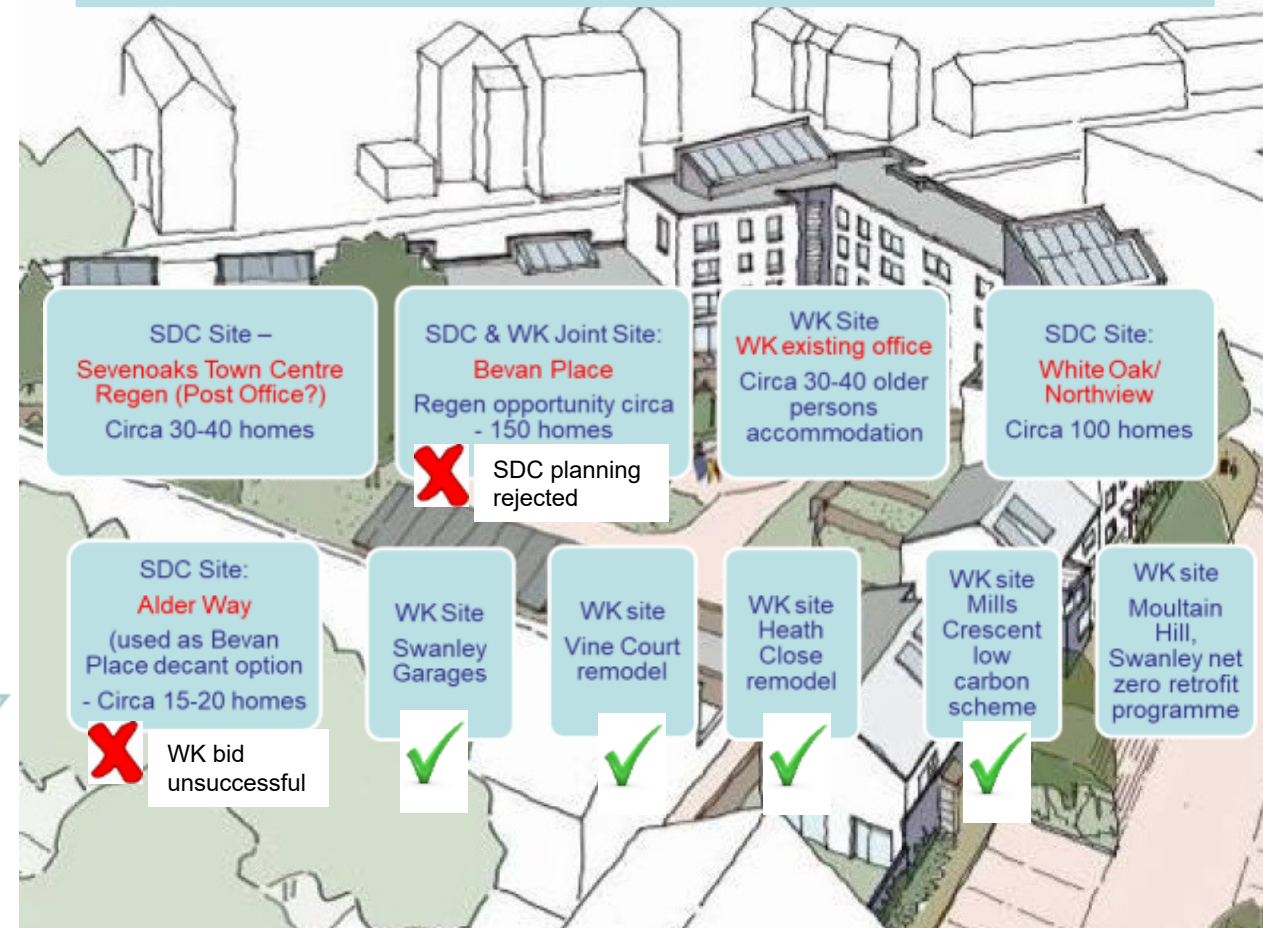 SDC Site –
Sevenoaks Town Centre
Regen (Post Office?)
Circa 30-40 homes
SDC & WK Joint Site:
Bevan Place
Regen opportunity circa
- 150 homes
SDC planning
rejected
WK Site
WK existing office
Circa 30-40 older
persons
accommodation
SDC Site:
White Oak/
Northview
Circa 100 homes
SDC Site:
Alder Way
(used as Bevan
Place decant option
- Circa 15-20 homes
WK bid
unsuccessful
WK Site
Swanley
Garages
WK site
Vine Court
remodel
WK site
Heath
Close
remodel
WK site
Mills
Crescent
low
carbon
scheme
WK site
Moultain
Hill,
Swanley net
zero retrofit
programme